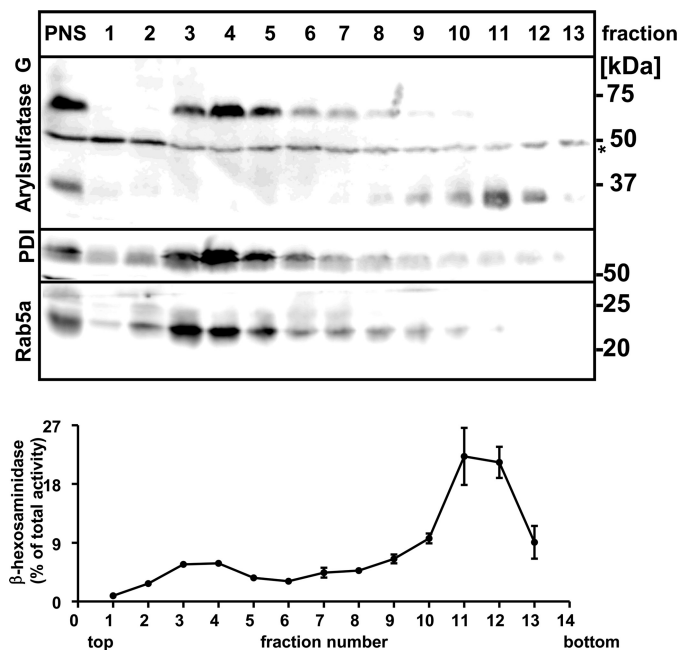 PNS 1 2 3 4 5 6 7 8 9 10 11 12 13 fraction
[kDa]
Arylsulfatase G
-75
-50
*
-37
PDI
-50
Rab5a
-25
-20
β-hexosaminidase
(% of total activity)
27
18
9
0
0 1 2 3 4 5 6 7 8 9 10 11 12 13 14
top fraction number bottom